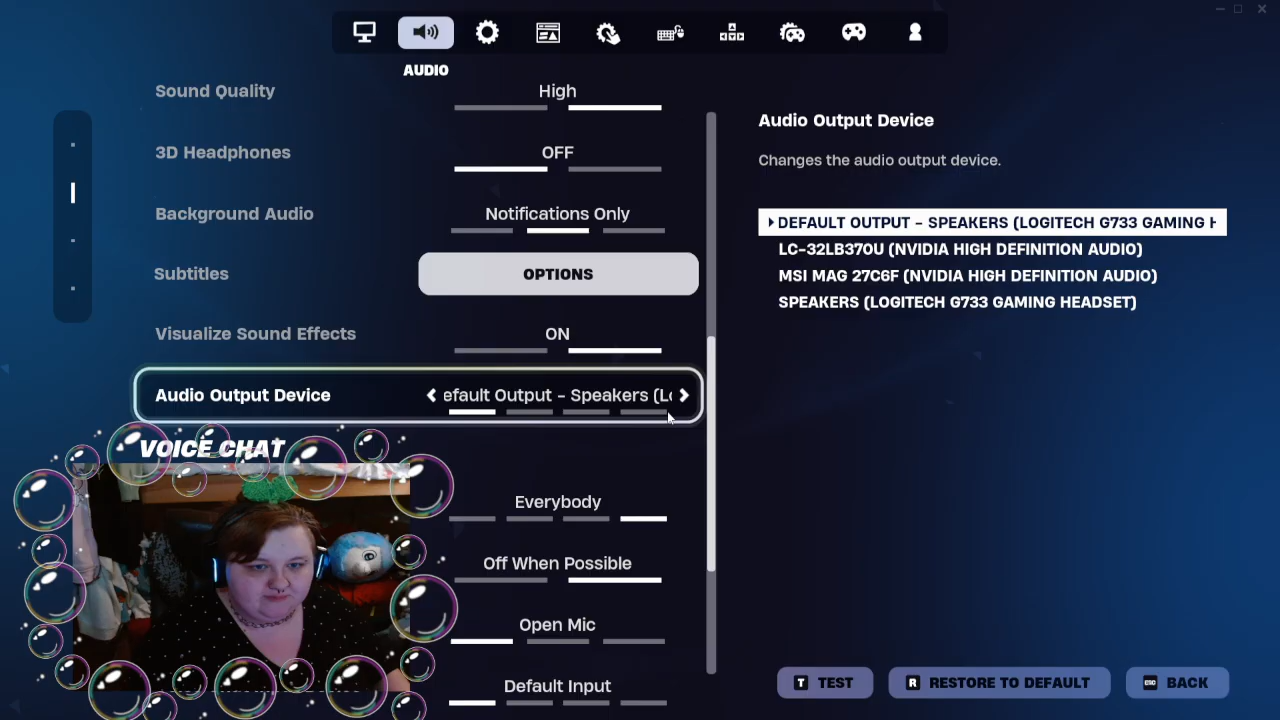 AUDIO
Sound Quality
High
3D Headphones
OFF
Background Audio
Notifications Only
Subtitles
OPTIONS
Visualize Sound Effects
ON
Audio Output Device
efault Output - Speakers (Lo
VOICE CHAT
Everybody
Off When Possible
Open Mic
Default Input
Audio Output Device
Changes the audio output device.
DEFAULT OUTPUT - SPEAKERS (LOGITECH G733 GAMING H
LC-32LB370U (NVIDIA HIGH DEFINITION AUDIO)
MSI MAG 27C6F (NVIDIA HIGH DEFINITION AUDIO)
SPEAKERS (LOGITECH G733 GAMING HEADSET)
T TEST
R RESTORE TO DEFAULT
ESC BACK